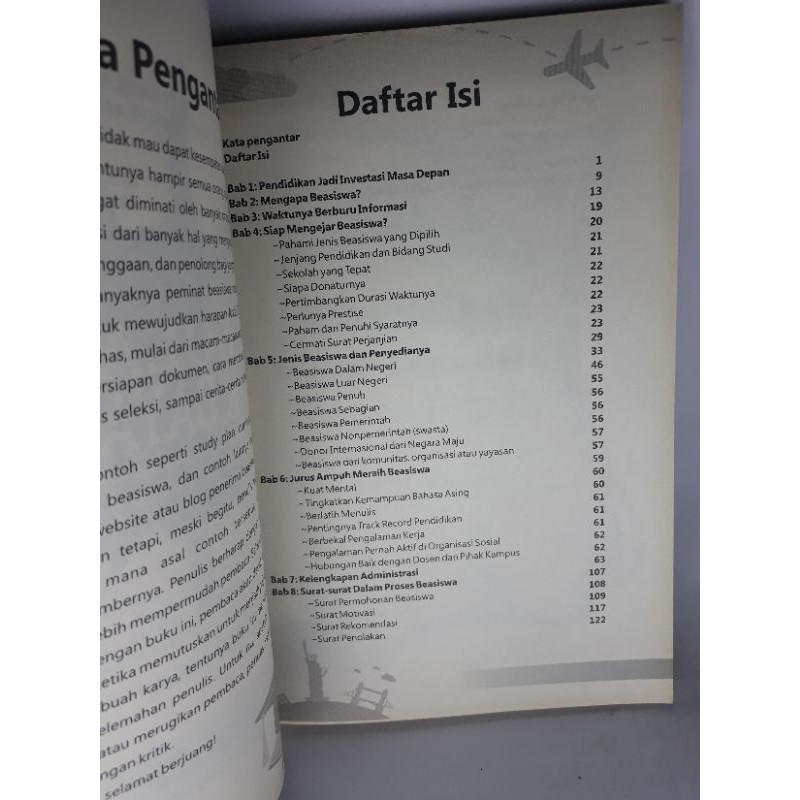 a Pengant
idak mau dapat kesempatan
ntunya hampir semua orang
gat diminati oleh banyak
si dari banyak hal yang
nggaan, dan penolong bagi
anyaknya peminat beasiswa
uk mewujudkan harapan
has, mulai dari macam-macam
rsiapan dokumen, cara
s seleksi, sampai cerita-cerita
ontoh seperti study plan
beasiswa, dan contoh
website atau blog penerima
n tetapi, meski begitu,
mana asal contoh tersebut
mbernya. Penulis berharap
ebih mempermudah pembaca
engan buku ini, pembaca
etika memutuskan untuk
buah karya, tentunya buku
elemahan penulis. Untuk
atau merugikan pembaca,
ngan kritik.
selamat berjuang!
Daftar Isi
Kata pengantar
Daftar Isi
Bab 1: Pendidikan Jadi Investasi Masa Depan 1
Bab 2: Mengapa Beasiswa? 9
Bab 3: Waktunya Berburu Informasi 13
Bab 4: Siap Mengejar Beasiswa? 19
~Pahami Jenis Beasiswa yang Dipilih 20
~Jenjang Pendidikan dan Bidang Studi 21
~Sekolah yang Tepat 21
~Siapa Donaturnya 22
~Pertimbangkan Durasi Waktunya 22
~Perlunya Prestise 22
~Paham dan Penuhi Syaratnya 23
~Cermati Surat Perjanjian 23
Bab 5: Jenis Beasiswa dan Penyedianya 29
~Beasiswa Dalam Negeri 33
~Beasiswa Luar Negeri 46
~Beasiswa Penuh 55
~Beasiswa Sebagian 56
~Beasiswa Pemerintah 56
~Beasiswa Nonpemerintah (swasta) 56
~Donor Internasional dari Negara Maju 57
~Beasiswa dari komunitas, organisasi atau yayasan 57
Bab 6: Jurus Ampuh Meraih Beasiswa 59
~Kuat Mental 60
~Tingkatkan Kemampuan Bahasa Asing 60
~Berlatih Menulis 61
~Pentingnya Track Record Pendidikan 61
~Berbekal Pengalaman Kerja 61
~Pengalaman Pernah Aktif di Organisasi Sosial 62
~Hubungan Baik dengan Dosen dan Pihak Kampus 62
Bab 7: Kelengkapan Administrasi 63
Bab 8: Surat-surat Dalam Proses Beasiswa 107
~Surat Permohonan Beasiswa 108
~Surat Motivasi 109
~Surat Rekomendasi 117
~Surat Penolakan 122